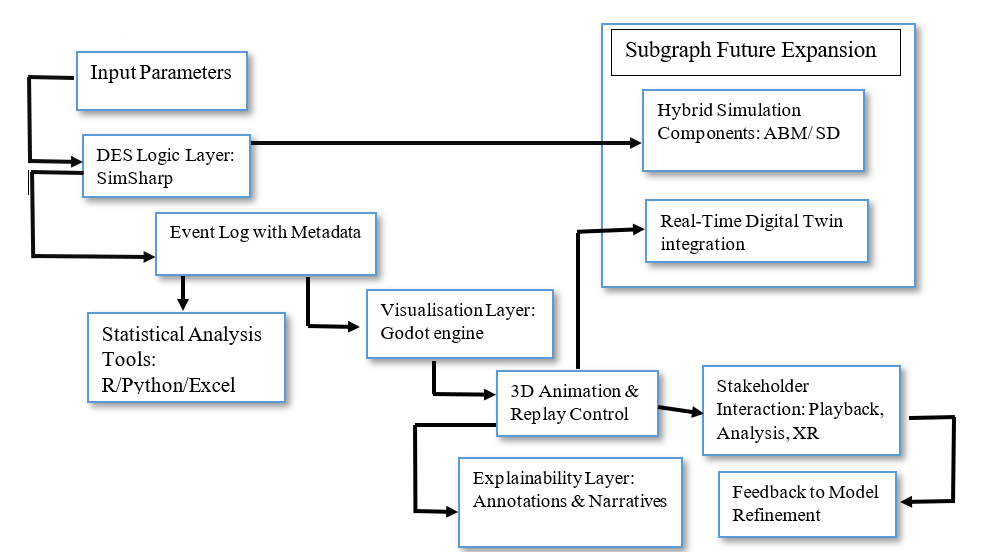 Input Parameters
DES Logic Layer:
SimSharp
Event Log with Metadata
Statistical Analysis
Tools:
R/Python/Excel
Visualisation Layer:
Godot engine
3D Animation &
Replay Control
Explainability Layer:
Annotations & Narratives
Stakeholder
Interaction: Playback,
Analysis, XR
Feedback to Model
Refinement
Subgraph Future Expansion
Hybrid Simulation
Components: ABM/ SD
Real-Time Digital Twin
integration